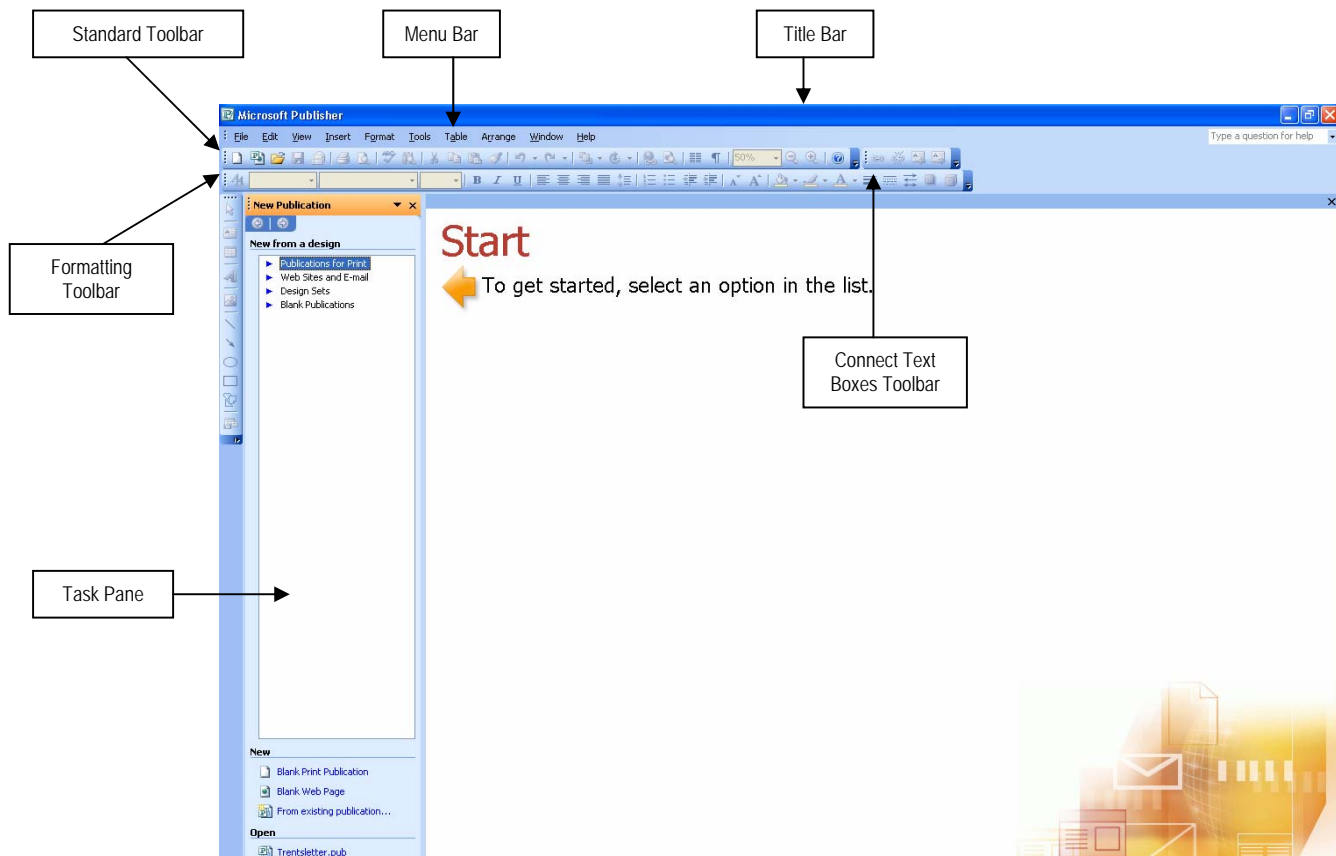 Standard Toolbar
Menu Bar
Title Bar
Microsoft Publisher
File Edit View Insert Format Tools Table Arrange Window Help
Type a question for help
50%
B I U
New Publication
New from a design
Publications for Print
Web Sites and E-mail
Design Sets
Blank Publications
Start
To get started, select an option in the list.
Formatting
Toolbar
Connect Text
Boxes Toolbar
Task Pane
New
Blank Print Publication
Blank Web Page
From existing publication...
Open
Trentsletter.pub